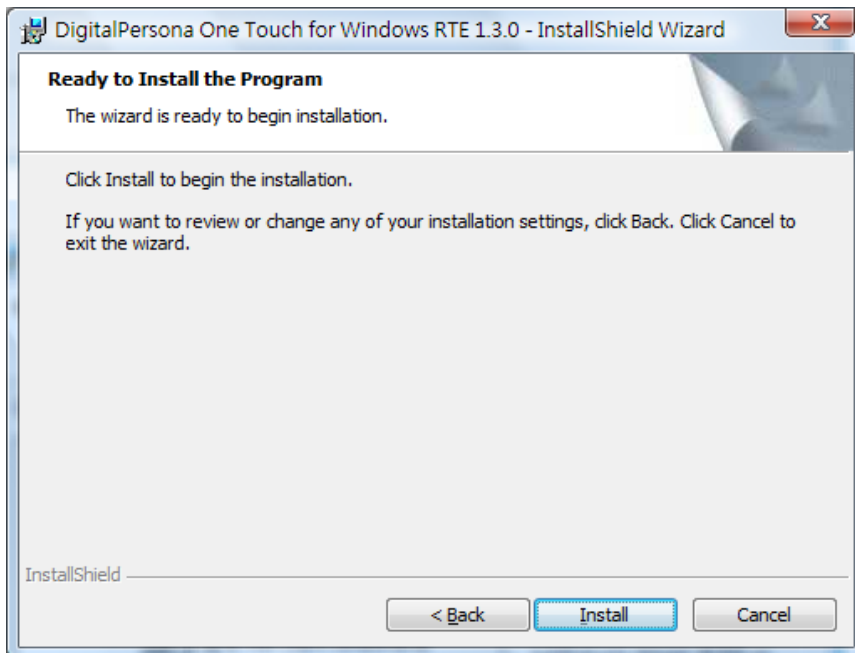 DigitalPersona One Touch for Windows RTE 1.3.0 - InstallShield Wizard
Ready to Install the Program
The wizard is ready to begin installation.
Click Install to begin the installation.
If you want to review or change any of your installation settings, click Back. Click Cancel to
exit the wizard.
InstallShield
< Back
Install
Cancel